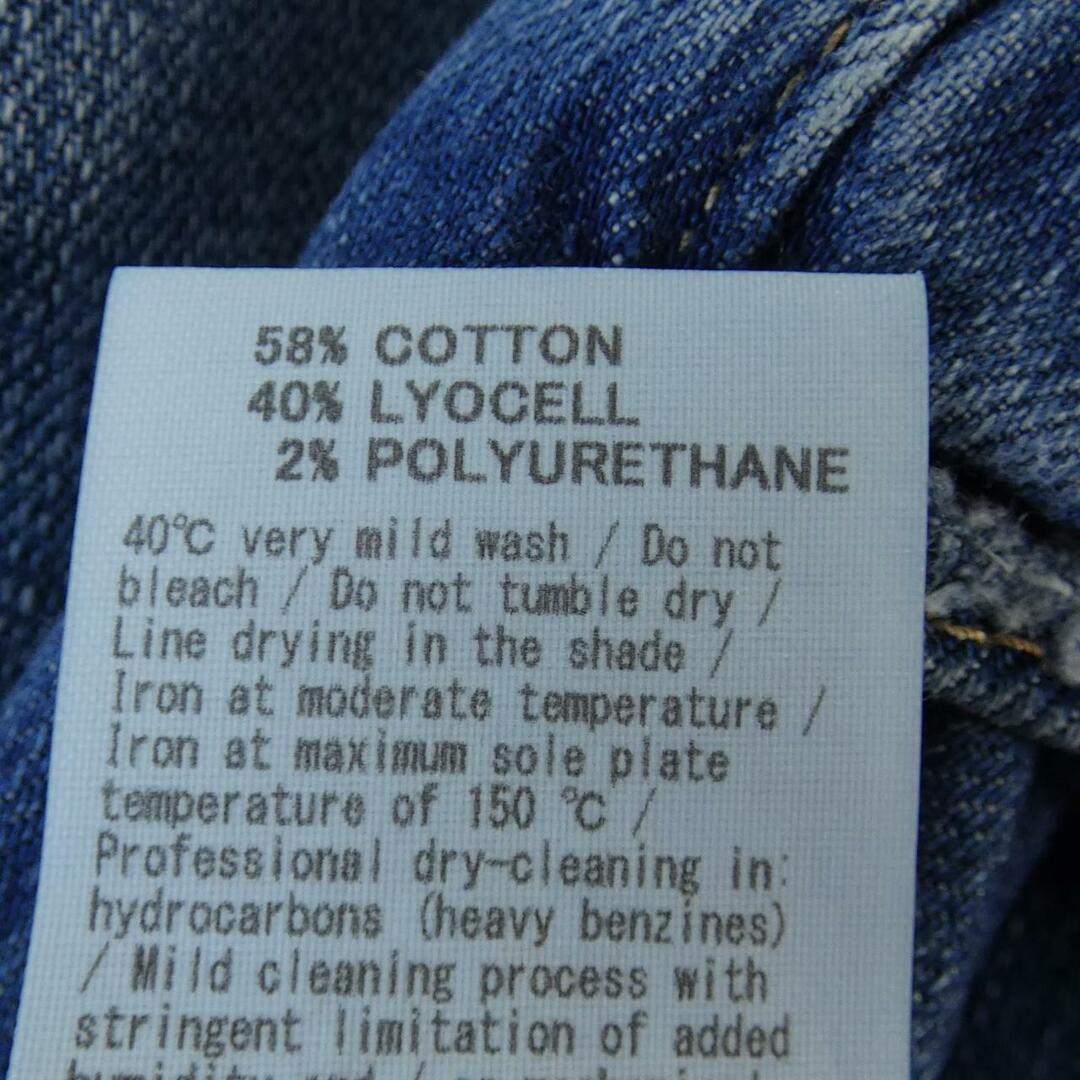 58% COTTON
40% LYOCELL
2% POLYURETHANE
40℃ very mild wash / Do not
bleach / Do not tumble dry /
Line drying in the shade /
Iron at moderate temperature /
Iron at maximum sole plate
temperature of 150 ℃ /
Professional dry-cleaning in:
hydrocarbons (heavy benzines)
/ Mild cleaning process with
stringent limitation of added
humidity and /